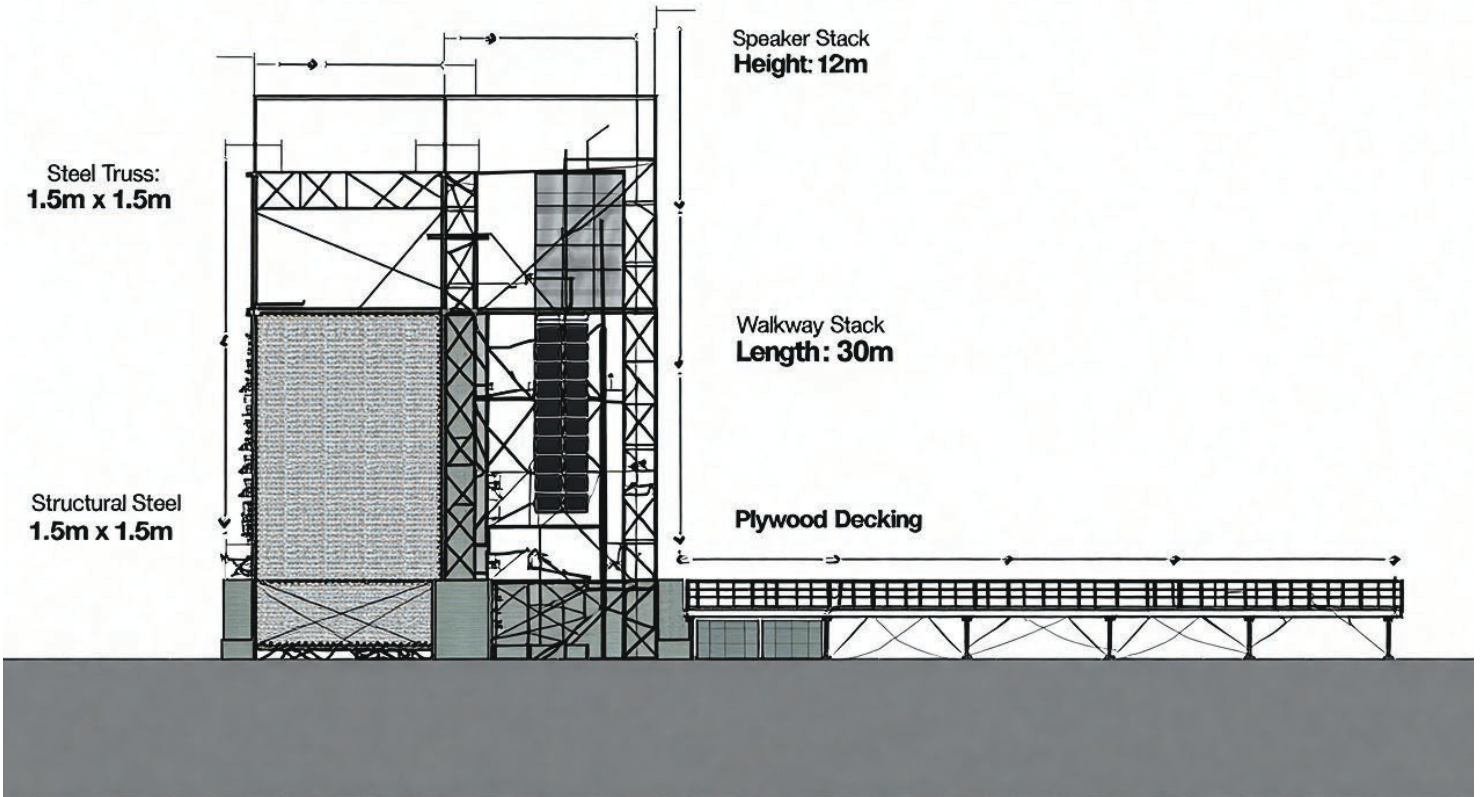 Speaker Stack
Height: 12m
Steel Truss:
1.5m x 1.5m
Walkway Stack
Length: 30m
Structural Steel
1.5m x 1.5m
Plywood Decking